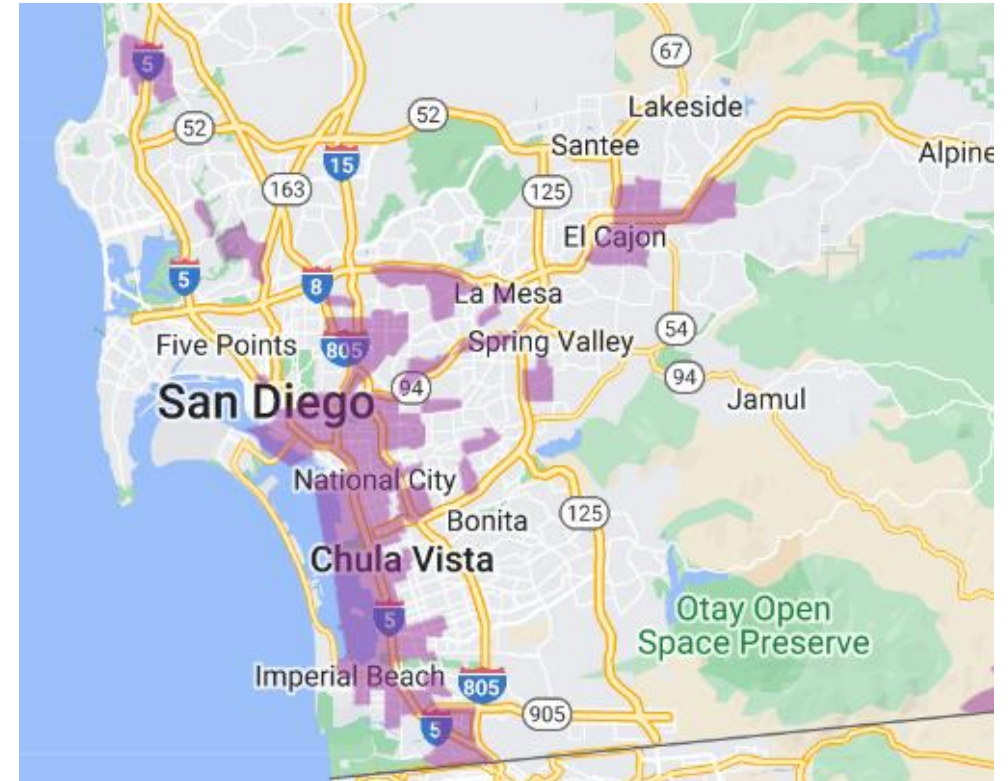 67
5
Lakeside
52
52
Santee
Alpine
15
163
125
El Cajon
5
8
La Mesa
54
Five Points
805
Spring Valley
94
94
San Diego
Jamul
National City
125
Bonita
Chula Vista
5
Otay Open
Space Preserve
Imperial Beach
805
905
5